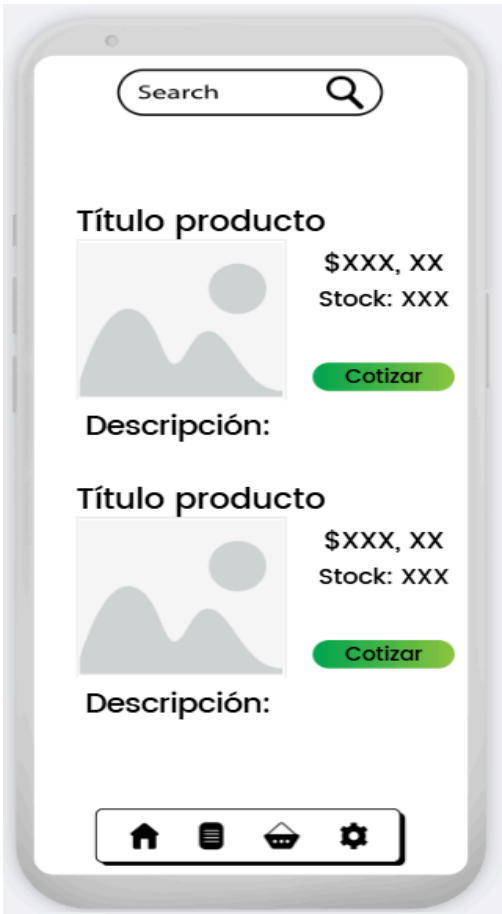 Search
Título producto
$XXX, XX
Stock: XXX
Cotizar
Descripción:
Título producto
$XXX, XX
Stock: XXX
Cotizar
Descripción: